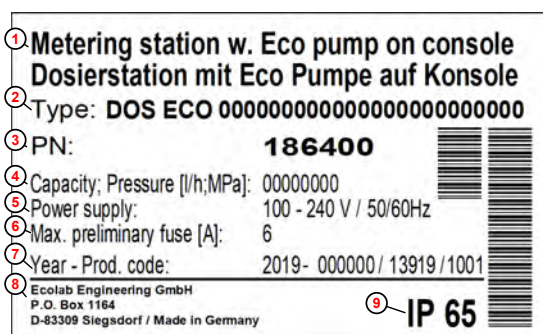 1 Metering station w. Eco pump on console
Dosierstation mit Eco Pumpe auf Konsole
2 Type: DOS ECO 000000000000000000000000
3 PN: 186400
4 Capacity; Pressure [l/h;MPa]: 00000000
5 Power supply: 100 - 240 V / 50/60Hz
6 Max. preliminary fuse [A]: 6
7 Year - Prod. code: 2019- 000000/ 13919 /1001
8 Ecolab Engineering GmbH
P.O. Box 1164
D-83309 Siegsdorf / Made in Germany
9 IP 65